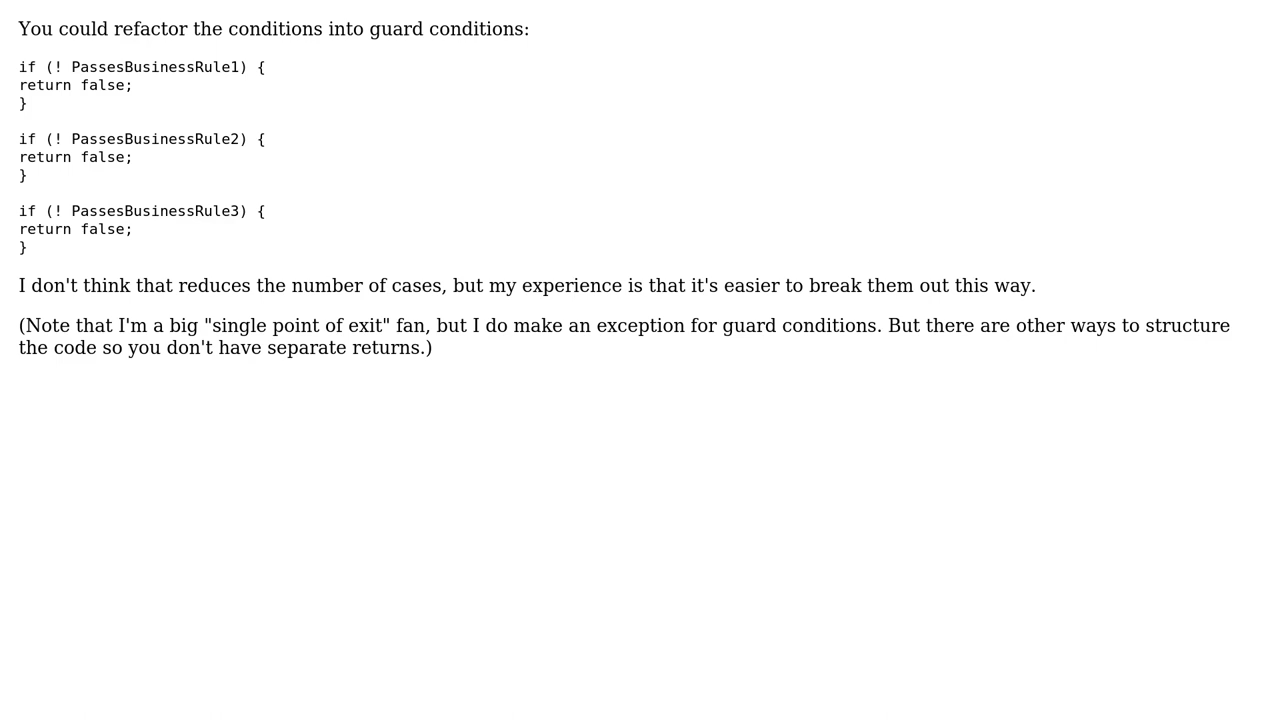 You could refactor the conditions into guard conditions:
if (! PassesBusinessRule1) {
return false;
}
if (! PassesBusinessRule2) {
return false;
}
if (! PassesBusinessRule3) {
return false;
}
I don't think that reduces the number of cases, but my experience is that it's easier to break them out this way.
(Note that I'm a big "single point of exit" fan, but I do make an exception for guard conditions. But there are other ways to structure
the code so you don't have separate returns.)